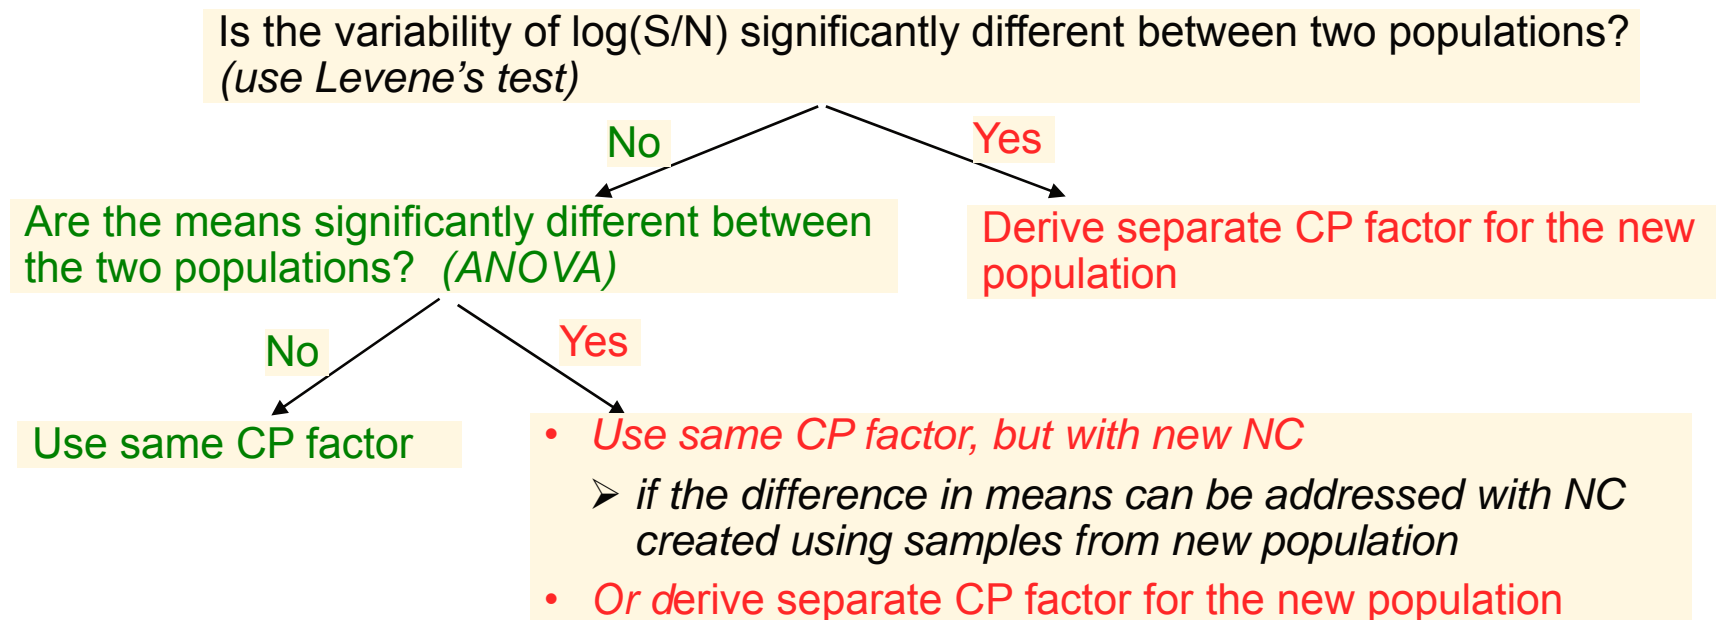 Is the variability of log(S/N) significantly different between two populations?
(use Levene's test)
No
Yes
Are the means significantly different between
the two populations? (ANOVA)
Derive separate CP factor for the new
population
No
Yes
Use same CP factor
• Use same CP factor, but with new NC
➢ if the difference in means can be addressed with NC
created using samples from new population
• Or derive separate CP factor for the new population